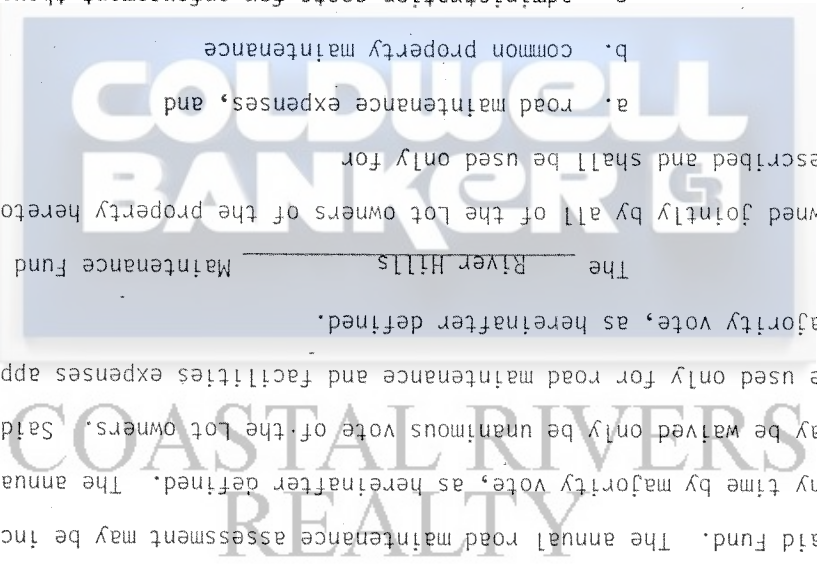 aid Fund. The annual road maintenance assessment may be inc
ny time by majority vote, as hereinafter defined. The annua
ay be waived only be unanimous vote of the Lot owners. Said
e used only for road maintenance and facilities expenses app
ajority vote, as hereinafter defined.
The River Hills Maintenance Fund
wned jointly by all of the Lot owners of the property hereto
escribed and shall be used only for
a. road maintenance expenses, and
b. common property maintenance
COLDWELL
BANKER
COASTAL RIVERS
REALTY